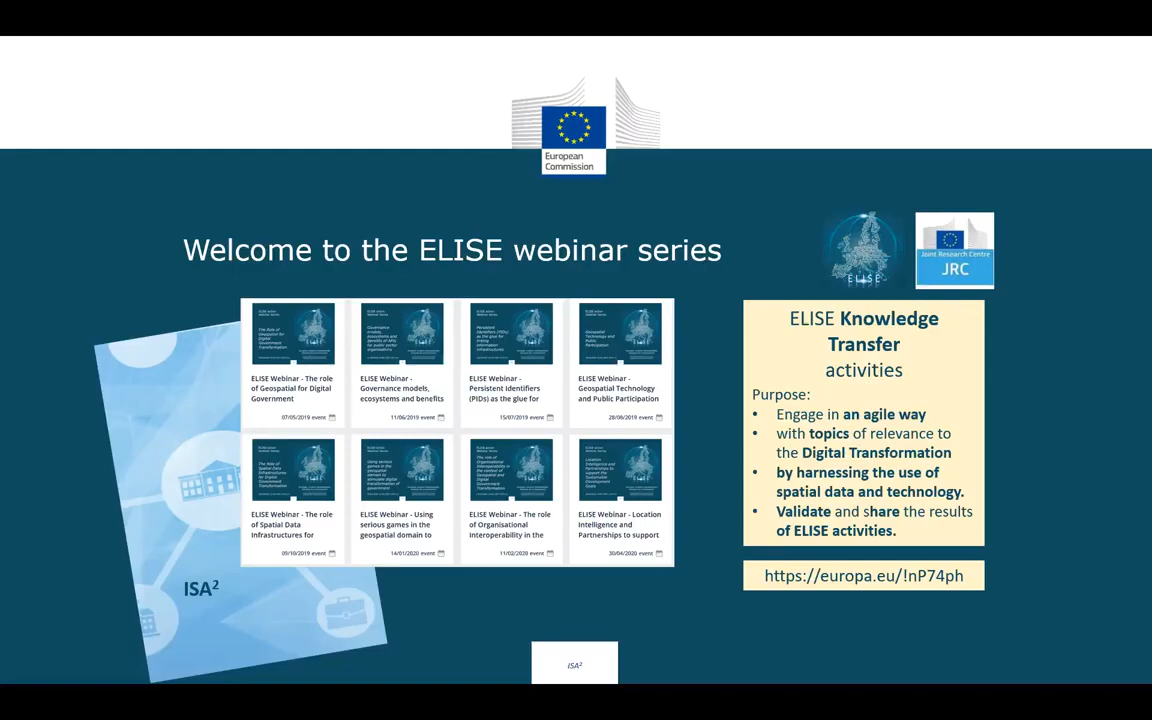 European
Commission
Welcome to the ELISE webinar series
ELISE
Joint Research Centre
JRC
ELISE Webinar - The role
of Geospatial for Digital
Government
07/05/2019 event
ELISE Webinar -
Governance models,
ecosystems and benefits
11/06/2019 event
ELISE Webinar -
Persistent Identifiers
(PIDs) as the glue for
15/07/2019 event
ELISE Webinar -
Geospatial Technology
and Public Participation
28/08/2019 event
ELISE Webinar - The role
of Spatial Data
Infrastructures for
09/10/2019 event
ELISE Webinar - Using
serious games in the
geospatial domain to
14/01/2020 event
ELISE Webinar - The role
of Organisational
Interoperability in the
11/02/2020 event
ELISE Webinar - Location
Intelligence and
Partnerships to support
30/04/2020 event
ELISE Knowledge
Transfer
activities
Purpose:
• Engage in an agile way
• with topics of relevance to
the Digital Transformation
• by harnessing the use of
spatial data and technology.
• Validate and share the results
of ELISE activities.
https://europa.eu/!nP74ph
ISA²
ISA²